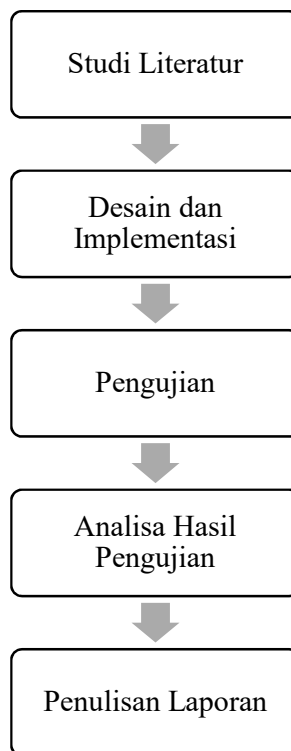 Studi Literatur
Desain dan
Implementasi
Pengujian
Analisa Hasil
Pengujian
Penulisan Laporan